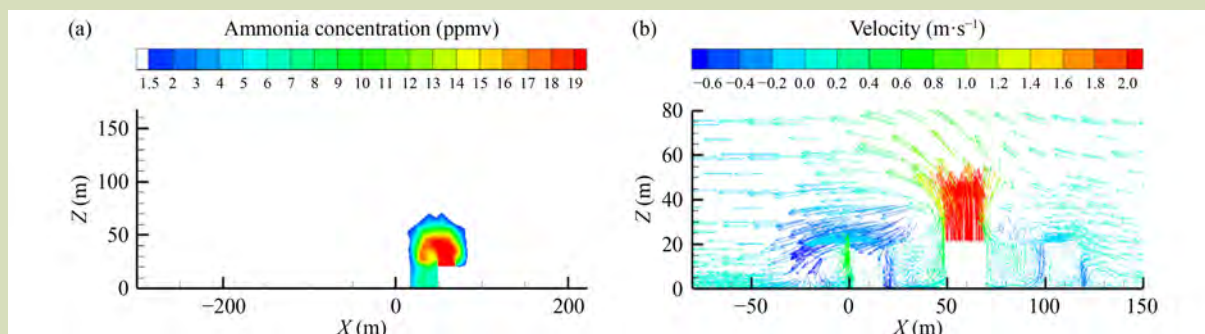 (a) Ammonia concentration (ppmv)
1.5 2 3 4 5 6 7 8 9 10 11 12 13 14 15 16 17 18 19
150
100
50
0
Z (m)
−200 0 200
X (m)
(b) Velocity (m·s⁻¹)
−0.6 −0.4 −0.2 0.0 0.2 0.4 0.6 0.8 1.0 1.2 1.4 1.6 1.8 2.0
80
60
40
20
0
Z (m)
−50 0 50 100 150
X (m)